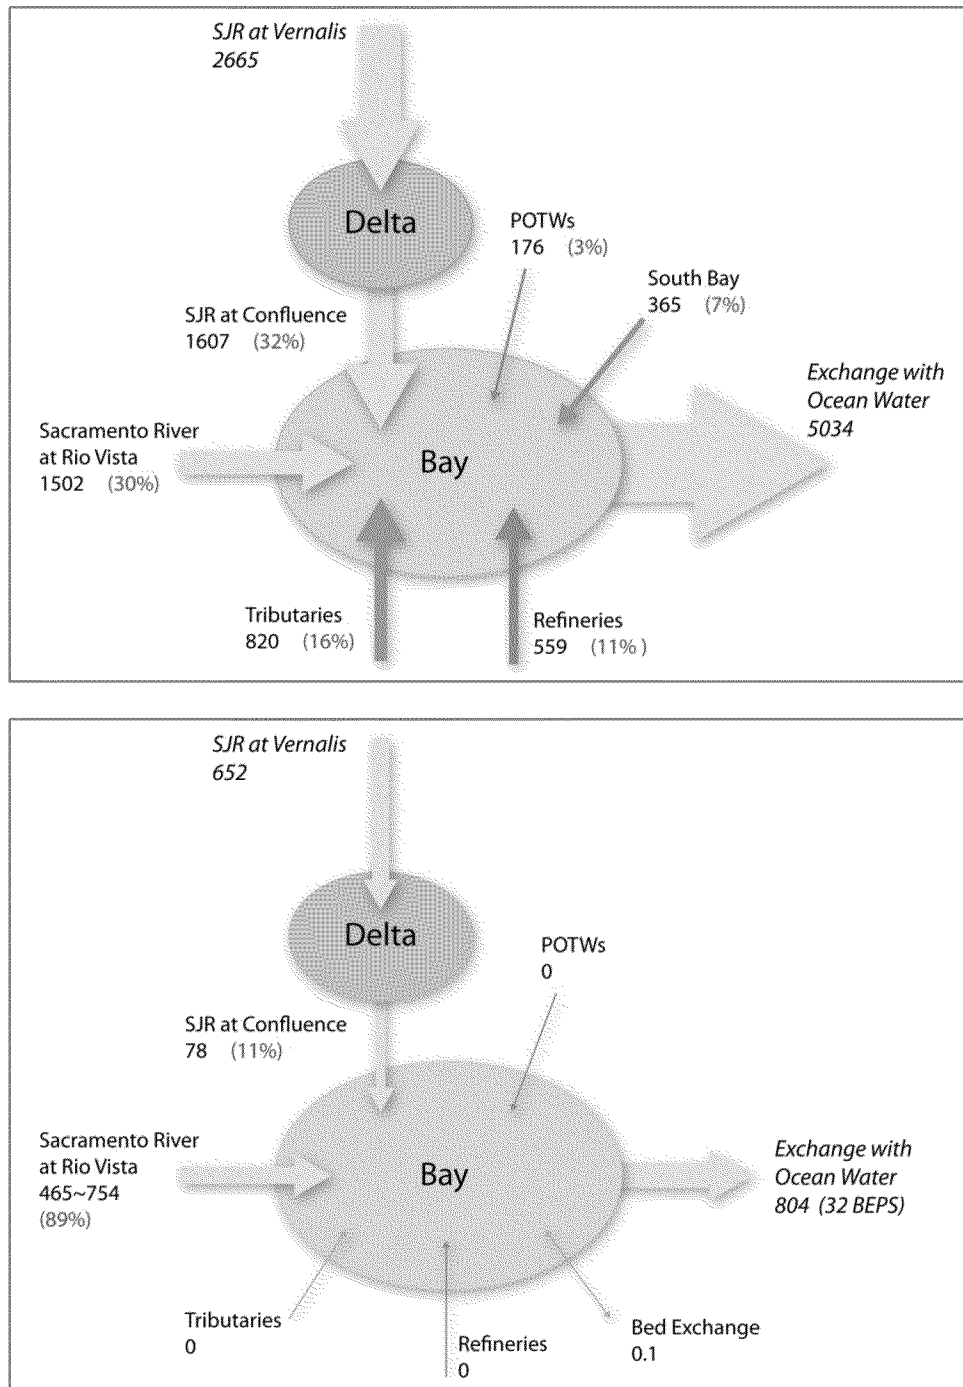 SJR at Vernalis
2665
Delta
POTWs
176 (3%)
South Bay
365 (7%)
SJR at Confluence
1607 (32%)
Exchange with
Ocean Water
5034
Sacramento River
at Rio Vista
1502 (30%)
Bay
Tributaries
820 (16%)
Refineries
559 (11% )
SJR at Vernalis
652
Delta
POTWs
0
SJR at Confluence
78 (11%)
Sacramento River
at Rio Vista
465~754
(89%)
Bay
Exchange with
Ocean Water
804 (32 BEPS)
Tributaries
0
Refineries
0
Bed Exchange
0.1